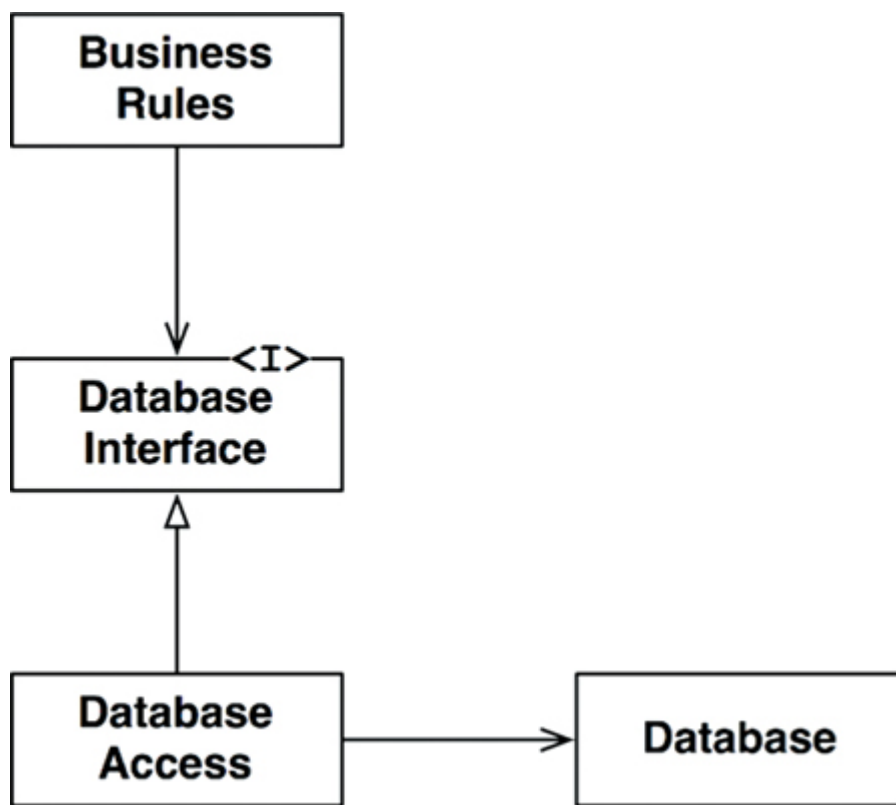 Business
Rules
<I>
Database
Interface
Database
Access
Database